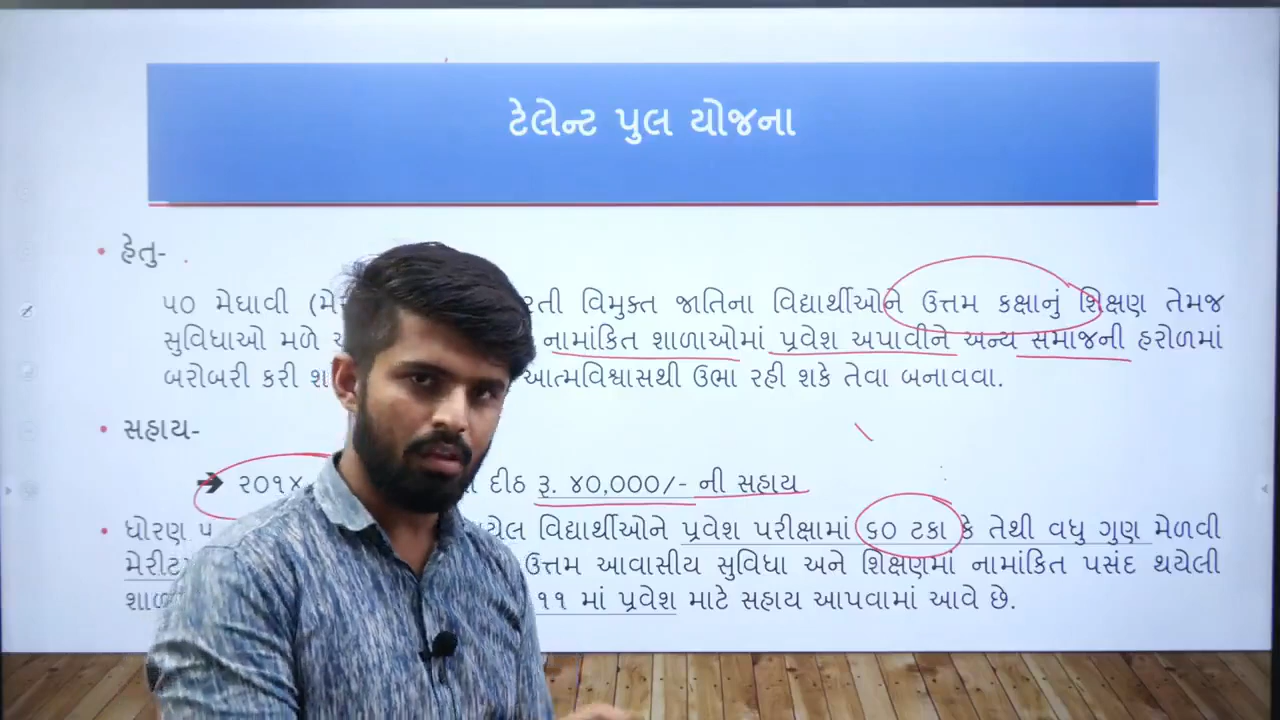 ટેલેન્ટ પુલ યોજના
હેતુ-
૫૦ મેઘાવી વિમુક્ત જાતિના વિદ્યાર્થીઓને ઉત્તમ કક્ષાનું શિક્ષણ તેમજ
સુવિધાઓ મળે નામાંકિત શાળાઓમાં પ્રવેશ અપાવીને અન્ય સમાજની હરોળમાં
બરોબરી કરી આત્મવિશ્વાસથી ઉભા રહી શકે તેવા બનાવવા.
સહાય-
➔ દીઠ રૂ. ૪૦,૦૦૦/- ની સહાય
ધોરણ વિદ્યાર્થીઓને પ્રવેશ પરીક્ષામાં ૬૦ ટકા કે તેથી વધુ ગુણ મેળવી
ઉત્તમ આવાસીય સુવિધા અને શિક્ષણમાં નામાંકિત પસંદ થયેલી
૧૧ માં પ્રવેશ માટે સહાય આપવામાં આવે છે.